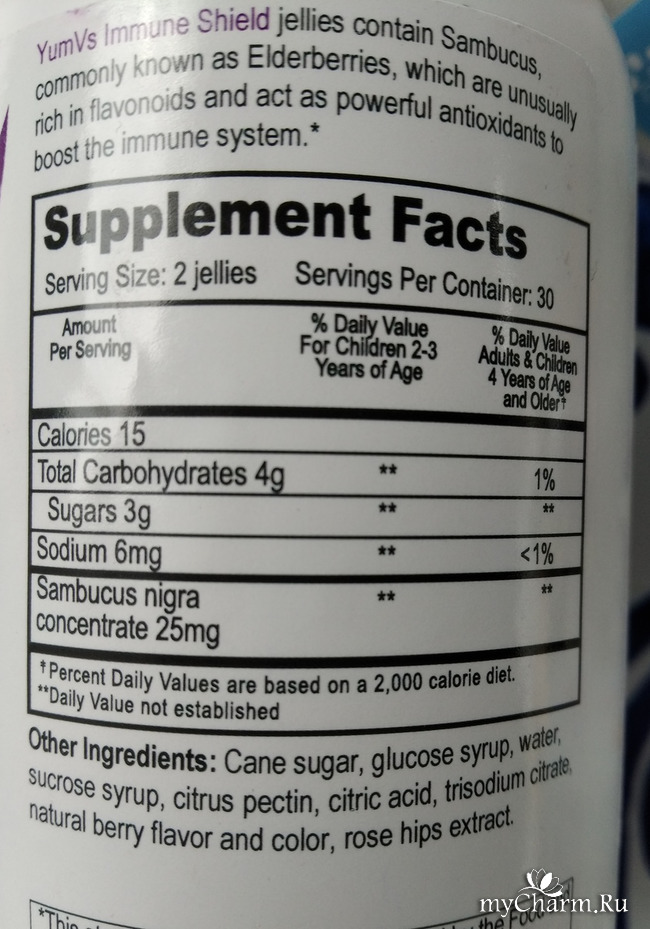 YumVs Immune Shield jellies contain Sambucus,
commonly known as Elderberries, which are unusually
rich in flavonoids and act as powerful antioxidants to
boost the immune system.*
Supplement Facts
Serving Size: 2 jellies Servings Per Container: 30
Amount
Per Serving
% Daily Value
For Children 2-3
Years of Age
% Daily Value
Adults & Children
4 Years of Age
and Older‡
Calories 15
Total Carbohydrates 4g ** 1%
Sugars 3g ** **
Sodium 6mg ** <1%
Sambucus nigra
concentrate 25mg ** **
‡Percent Daily Values are based on a 2,000 calorie diet.
**Daily Value not established
Other Ingredients: Cane sugar, glucose syrup, water,
sucrose syrup, citrus pectin, citric acid, trisodium citrate,
natural berry flavor and color, rose hips extract.
*This
the Food
myCharm.Ru